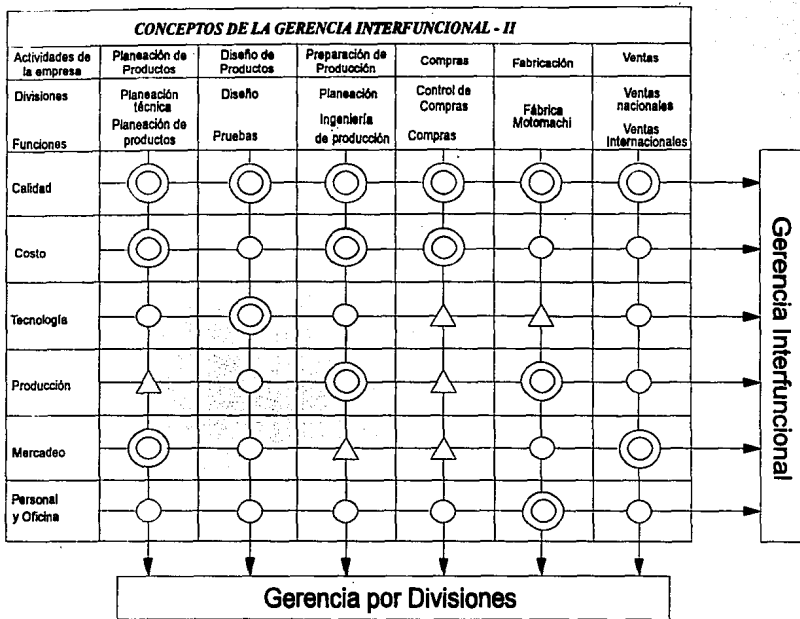 CONCEPTOS DE LA GERENCIA INTERFUNCIONAL - II
Actividades de
la empresa
Planeación de
Productos
Diseño de
Productos
Preparación de
Producción
Compras
Fabricación
Ventas
Divisiones
Funciones
Planeación
técnica
Planeación de
productos
Diseño
Pruebas
Planeación
Ingeniería
de producción
Control de
Compras
Compras
Fábrica
Motomachi
Ventas
nacionales
Ventas
Internacionales
Calidad
Costo
Tecnología
Producción
Mercadeo
Personal
y Oficina
Gerencia Interfuncional
Gerencia por Divisiones